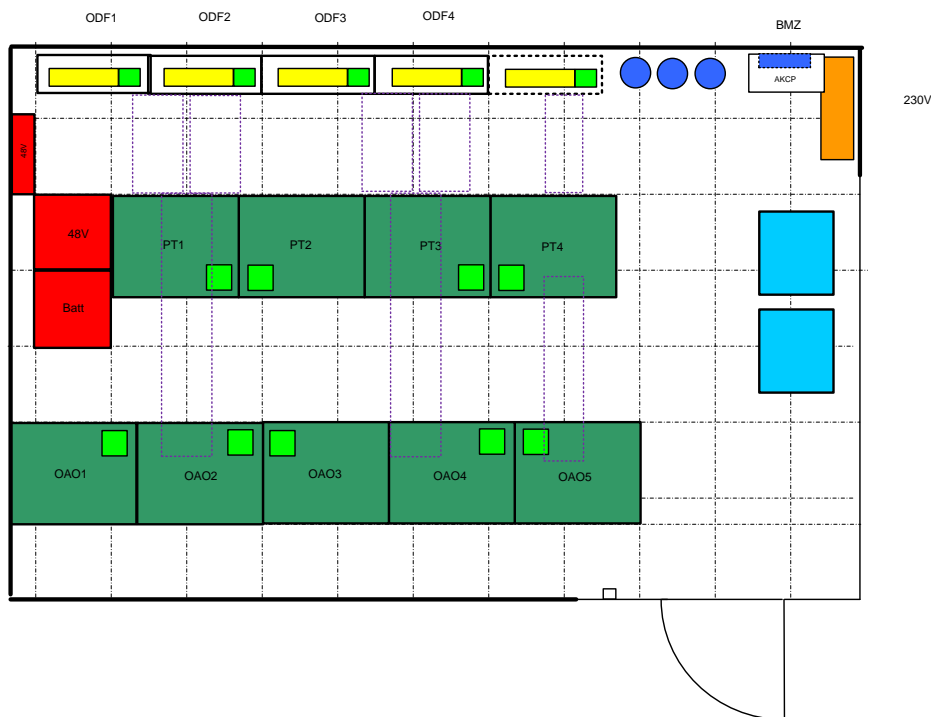 ODF1
ODF2
ODF3
ODF4
BMZ
AKCP
230V
48V
48V
PT1
PT2
PT3
PT4
Batt
OAO1
OAO2
OAO3
OAO4
OAO5